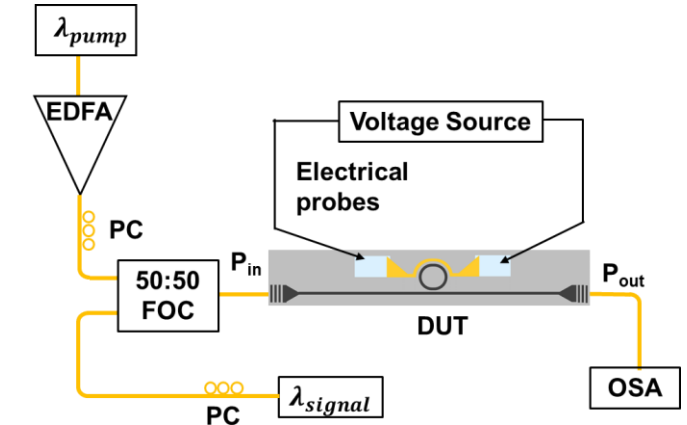 λpump
EDFA
Voltage Source
Electrical
probes
PC
Pin
50:50
FOC
Pout
DUT
OSA
λsignal
PC